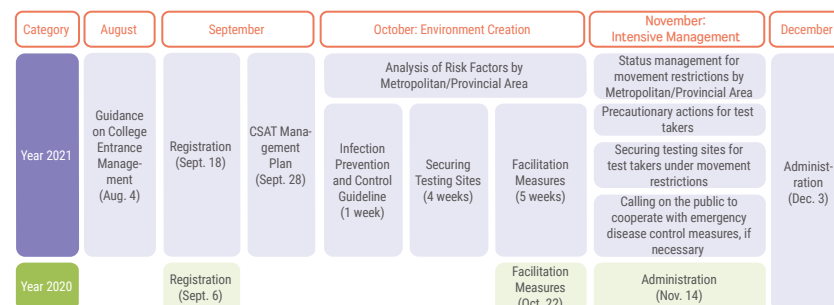 Category
August
September
October: Environment Creation
November:
Intensive Management
December
Year 2021
Guidance
on College
Entrance
Manage-
ment
(Aug. 4)
Registration
(Sept. 18)
CSAT Man-
agement
Plan
(Sept. 28)
Analysis of Risk Factors by
Metropolitan/Provincial Area
Infection
Prevention
and Control
Guideline
(1 week)
Securing
Testing Sites
(4 weeks)
Facilitation
Measures
(5 weeks)
Status management for
movement restrictions by
Metropolitan/Provincial Area
Precautionary actions for test
takers
Securing testing sites for
test takers under movement
restrictions
Calling on the public to
cooperate with emergency
disease control measures, if
necessary
Administ-
ration
(Dec. 3)
Year 2020
Registration
(Sept. 6)
Facilitation
Measures
(Oct. 22)
Administration
(Nov. 14)